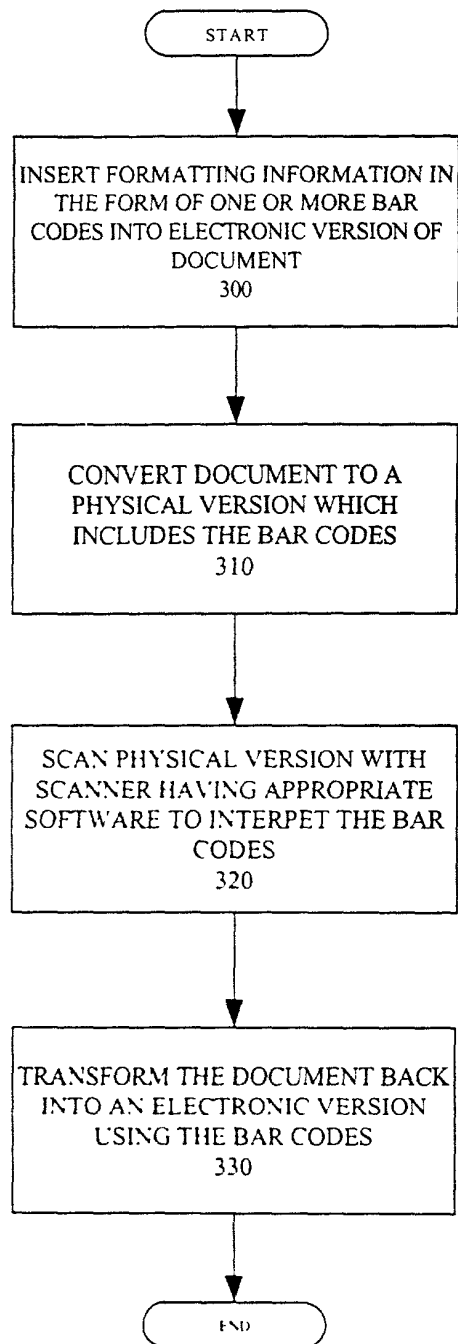 START
INSERT FORMATTING INFORMATION IN
THE FORM OF ONE OR MORE BAR
CODES INTO ELECTRONIC VERSION OF
DOCUMENT
300
CONVERT DOCUMENT TO A
PHYSICAL VERSION WHICH
INCLUDES THE BAR CODES
310
SCAN PHYSICAL VERSION WITH
SCANNER HAVING APPROPRIATE
SOFTWARE TO INTERPET THE BAR
CODES
320
TRANSFORM THE DOCUMENT BACK
INTO AN ELECTRONIC VERSION
USING THE BAR CODES
330
END